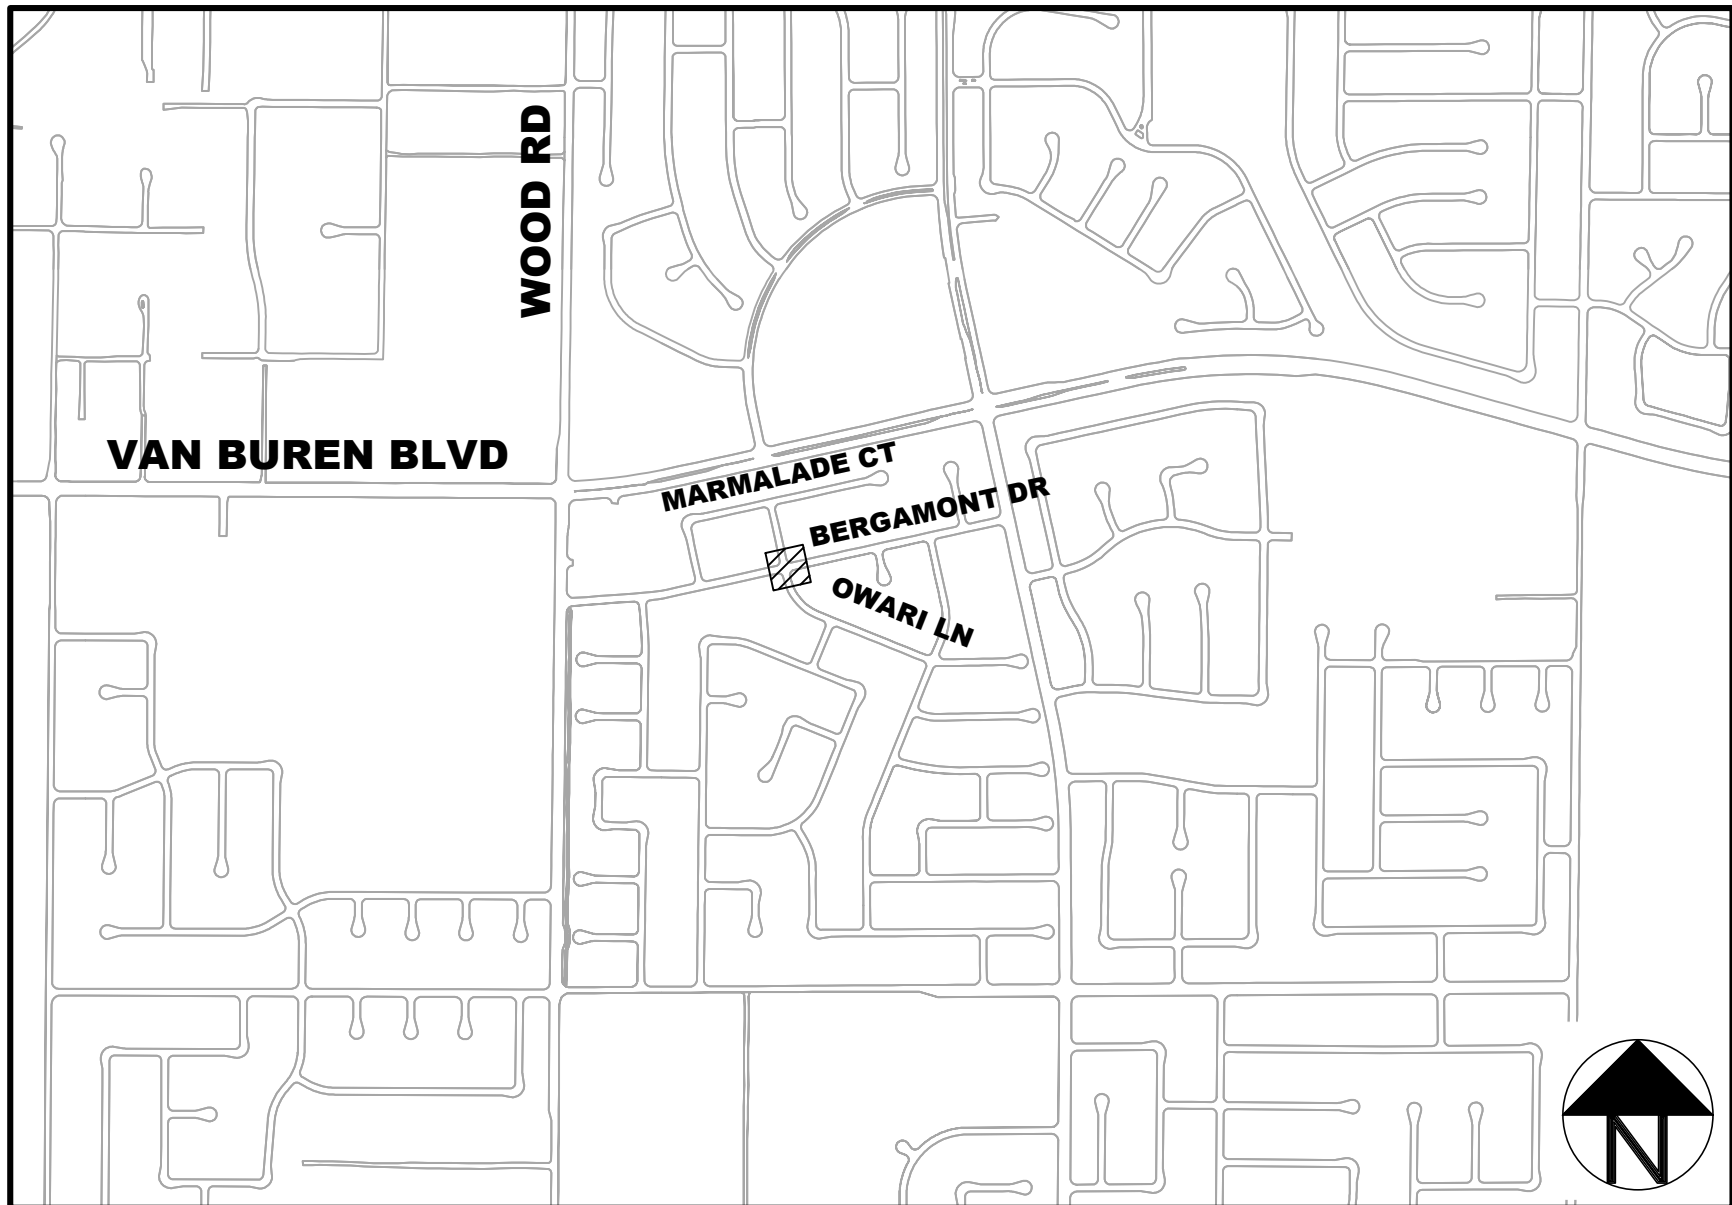 WOOD RD
VAN BUREN BLVD
MARMALADE CT
BERGAMONT DR
OWARI LN
N